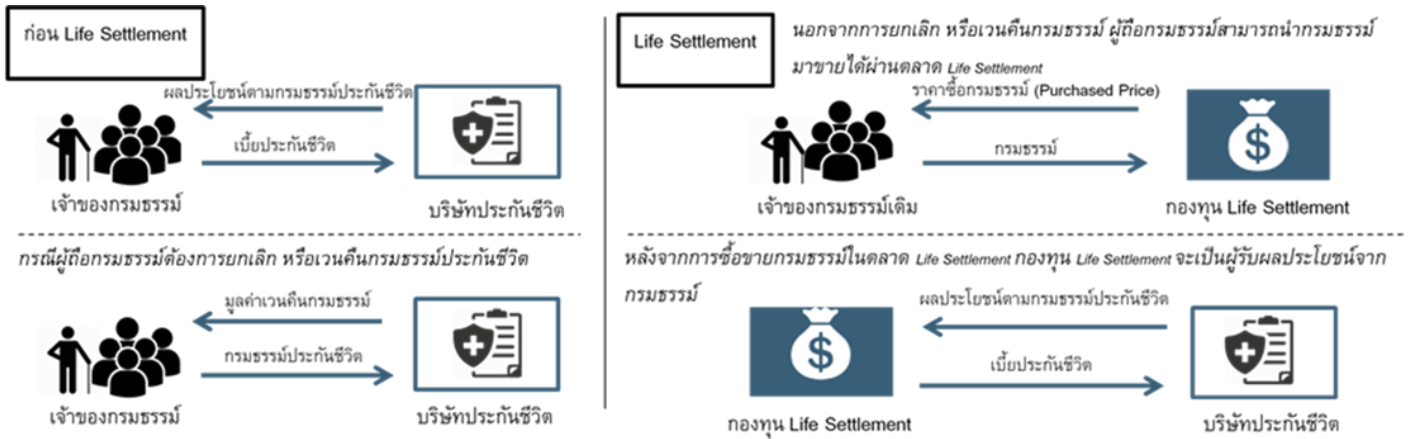 ก่อน Life Settlement
ผลประโยชน์ตามกรมธรรม์ประกันชีวิต
เบี้ยประกันชีวิต
เจ้าของกรมธรรม์
บริษัทประกันชีวิต
กรณีผู้ถือกรมธรรม์ต้องการยกเลิก หรือเวนคืนกรมธรรม์ประกันชีวิต
มูลค่าเวนคืนกรมธรรม์
กรมธรรม์ประกันชีวิต
เจ้าของกรมธรรม์
บริษัทประกันชีวิต
Life Settlement
นอกจากการยกเลิก หรือเวนคืนกรมธรรม์ ผู้ถือกรมธรรม์สามารถนำกรมธรรม์
มาขายได้ผ่านตลาด Life Settlement
ราคาซื้อกรมธรรม์ (Purchased Price)
กรมธรรม์
$
เจ้าของกรมธรรม์เดิม
กองทุน Life Settlement
หลังจากการซื้อขายกรมธรรม์ในตลาด Life Settlement กองทุน Life Settlement จะเป็นผู้รับผลประโยชน์จาก
กรมธรรม์
ผลประโยชน์ตามกรมธรรม์ประกันชีวิต
$
เบี้ยประกันชีวิต
กองทุน Life Settlement
บริษัทประกันชีวิต